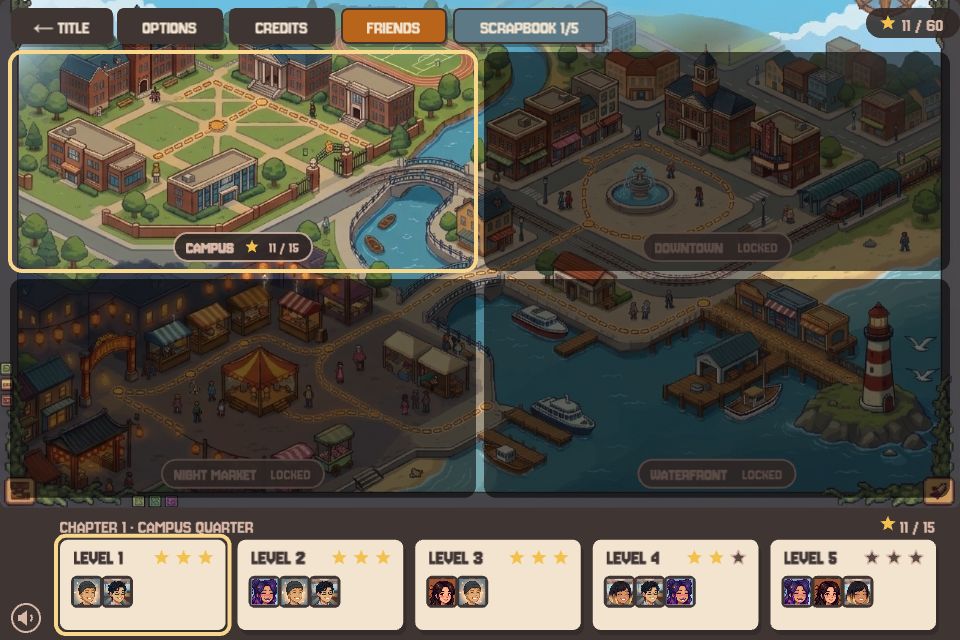 ← TITLE
OPTIONS
CREDITS
FRIENDS
SCRAPBOOK 1/5
11 / 60
CAMPUS 11 / 15
DOWNTOWN LOCKED
NIGHT MARKET LOCKED
WATERFRONT LOCKED
CHAPTER 1 · CAMPUS QUARTER
11 / 15
LEVEL 1
LEVEL 2
LEVEL 3
LEVEL 4
LEVEL 5